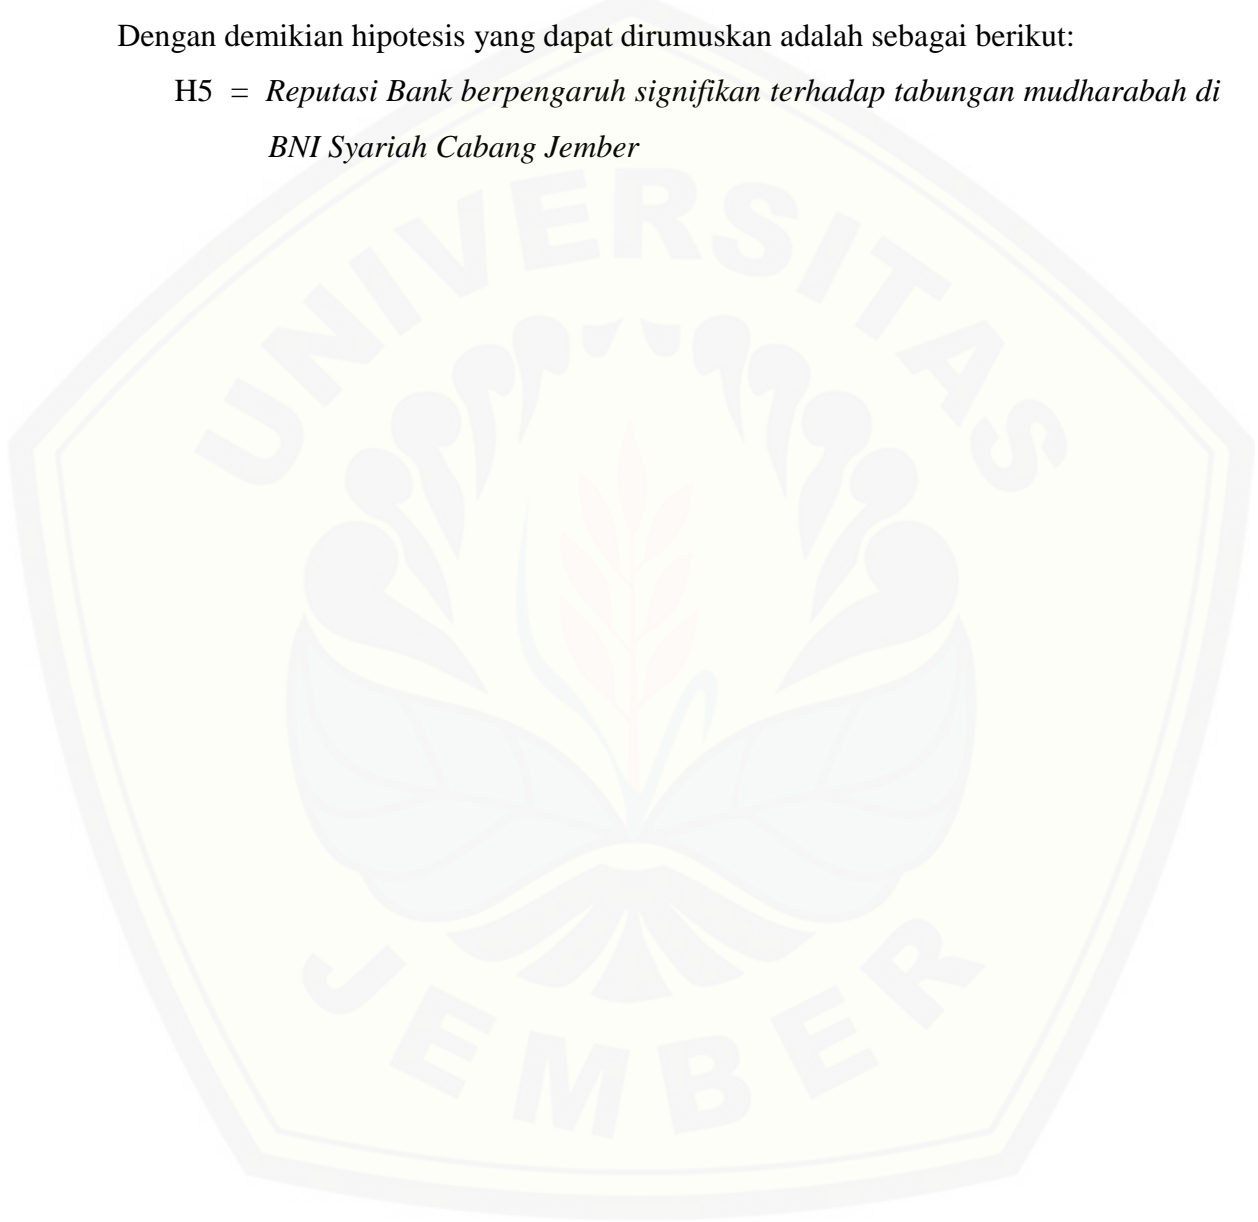 Dengan demikian hipotesis yang dapat dirumuskan adalah sebagai berikut:
H5 = Reputasi Bank berpengaruh signifikan terhadap tabungan mudharabah di
BNI Syariah Cabang Jember
UNIVERSITAS
JEMBER